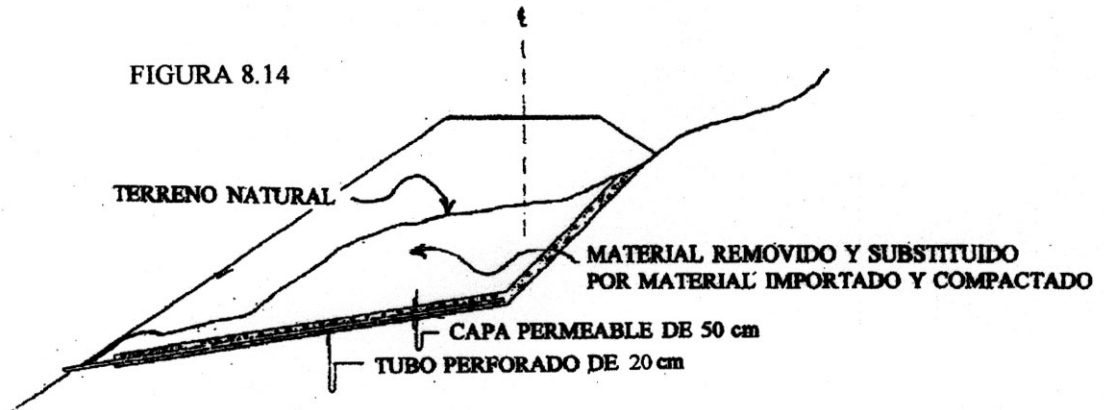 ℄
FIGURA 8.14
TERRENO NATURAL
MATERIAL REMOVIDO Y SUBSTITUIDO
POR MATERIAL IMPORTADO Y COMPACTADO
CAPA PERMEABLE DE 50 cm
TUBO PERFORADO DE 20 cm